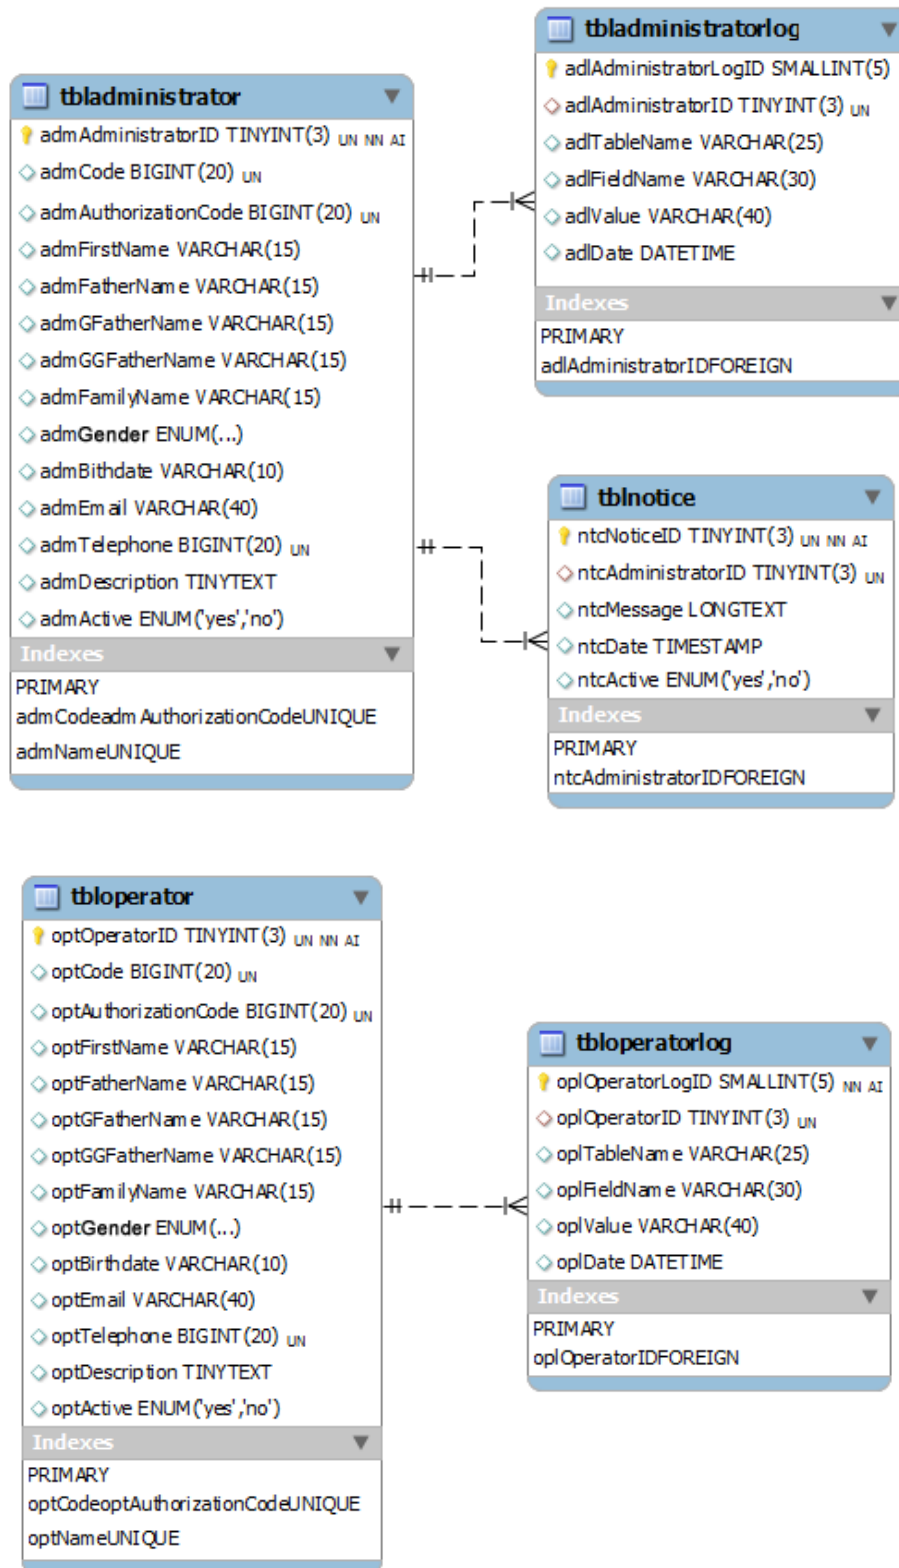 tbladministrator
admAdministratorID TINYINT(3) UN NN AI
admCode BIGINT(20) UN
admAuthorizationCode BIGINT(20) UN
admFirstName VARCHAR(15)
admFatherName VARCHAR(15)
admGFatherName VARCHAR(15)
admGGFatherName VARCHAR(15)
admFamilyName VARCHAR(15)
admGender ENUM(...)
admBithdate VARCHAR(10)
admEmail VARCHAR(40)
admTelephone BIGINT(20) UN
admDescription TINYTEXT
admActive ENUM('yes','no')
Indexes
PRIMARY
admCodeadmAuthorizationCodeUNIQUE
admNameUNIQUE
tbladministratorlog
adlAdministratorLogID SMALLINT(5)
adlAdministratorID TINYINT(3) UN
adlTableName VARCHAR(25)
adlFieldName VARCHAR(30)
adlValue VARCHAR(40)
adlDate DATETIME
Indexes
PRIMARY
adlAdministratorIDFOREIGN
tblnotice
ntcNoticeID TINYINT(3) UN NN AI
ntcAdministratorID TINYINT(3) UN
ntcMessage LONGTEXT
ntcDate TIMESTAMP
ntcActive ENUM('yes','no')
Indexes
PRIMARY
ntcAdministratorIDFOREIGN
tbloperator
optOperatorID TINYINT(3) UN NN AI
optCode BIGINT(20) UN
optAuthorizationCode BIGINT(20) UN
optFirstName VARCHAR(15)
optFatherName VARCHAR(15)
optGFatherName VARCHAR(15)
optGGFatherName VARCHAR(15)
optFamilyName VARCHAR(15)
optGender ENUM(...)
optBirthdate VARCHAR(10)
optEmail VARCHAR(40)
optTelephone BIGINT(20) UN
optDescription TINYTEXT
optActive ENUM('yes','no')
Indexes
PRIMARY
optCodeoptAuthorizationCodeUNIQUE
optNameUNIQUE
tbloperatorlog
oplOperatorLogID SMALLINT(5) NN AI
oplOperatorID TINYINT(3) UN
oplTableName VARCHAR(25)
oplFieldName VARCHAR(30)
oplValue VARCHAR(40)
oplDate DATETIME
Indexes
PRIMARY
oplOperatorIDFOREIGN